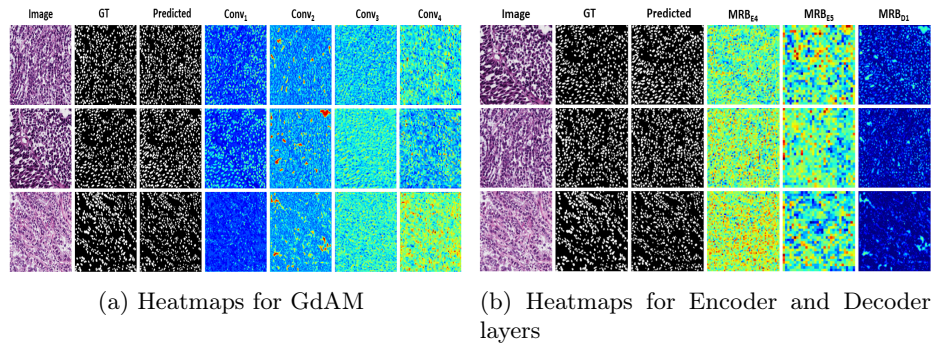 Image GT Predicted Conv1 Conv2 Conv3 Conv4
Image GT Predicted MRBE4 MRBE5 MRBD1
(a) Heatmaps for GdAM
(b) Heatmaps for Encoder and Decoder
layers